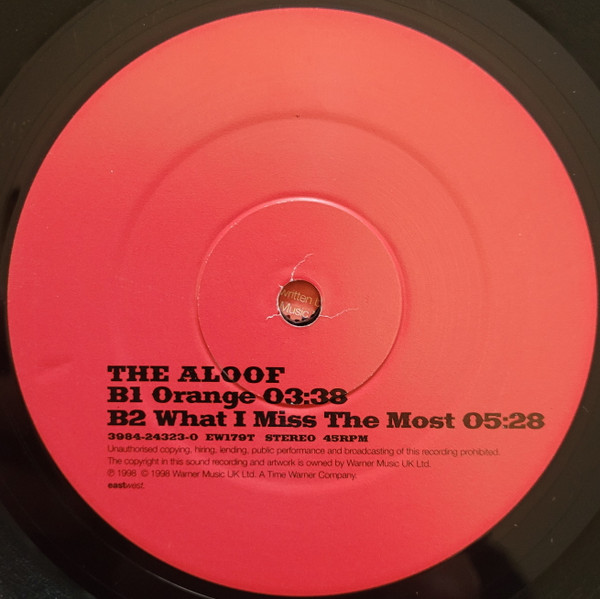 written b
Music
THE ALOOF
B1 Orange 03:38
B2 What I Miss The Most 05:28
3984-24323-0 EW179T STEREO 45RPM
Unauthorised copying, hiring, lending, public performance and broadcasting of this recording prohibited.
The copyright in this sound recording and artwork is owned by Warner Music UK Ltd.
℗ 1998 © 1998 Warner Music UK Ltd. A Time Warner Company.
eastwest.